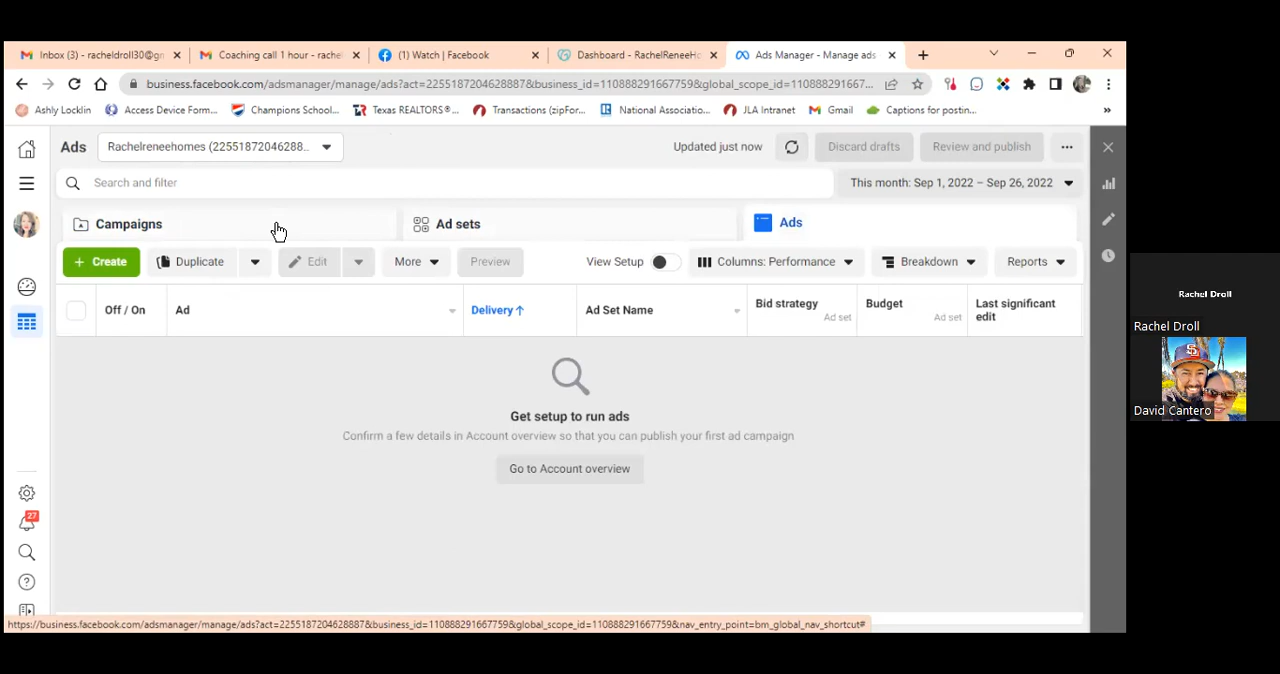 Inbox (3) - racheldroll30@gn
Coaching call 1 hour - rache
(1) Watch | Facebook
Dashboard - RachelReneeHo
Ads Manager - Manage ads
business.facebook.com/adsmanager/manage/ads?act=2255187204628887&business_id=110888291667759&global_scope_id=110888291667...
Ashly Locklin
Access Device Form...
Champions School...
Texas REALTORS®...
Transactions (zipFor...
National Associatio...
JLA Intranet
Gmail
Captions for postin...
»
Ads
Rachelreneehomes (22551872046288...
Updated just now
Discard drafts
Review and publish
Search and filter
This month: Sep 1, 2022 – Sep 26, 2022
Campaigns
Ad sets
Ads
+ Create
Duplicate
Edit
More
Preview
View Setup
Columns: Performance
Breakdown
Reports
Off / On
Ad
Delivery ↑
Ad Set Name
Bid strategy
Ad set
Budget
Ad set
Last significant
edit
Get setup to run ads
Confirm a few details in Account overview so that you can publish your first ad campaign
Go to Account overview
27
https://business.facebook.com/adsmanager/manage/ads?act=2255187204628887&business_id=110888291667759&global_scope_id=110888291667759&nav_entry_point=bm_global_nav_shortcut#
Rachel Droll
Rachel Droll
David Cantero